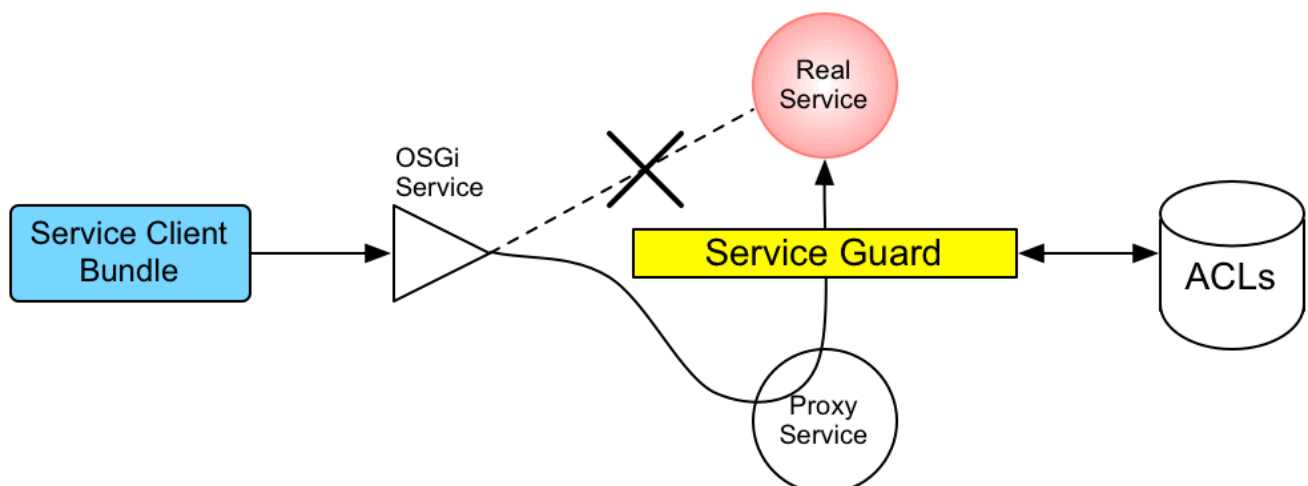 Real
Service
OSGi
Service
Service Client
Bundle
Service Guard
ACLs
Proxy
Service